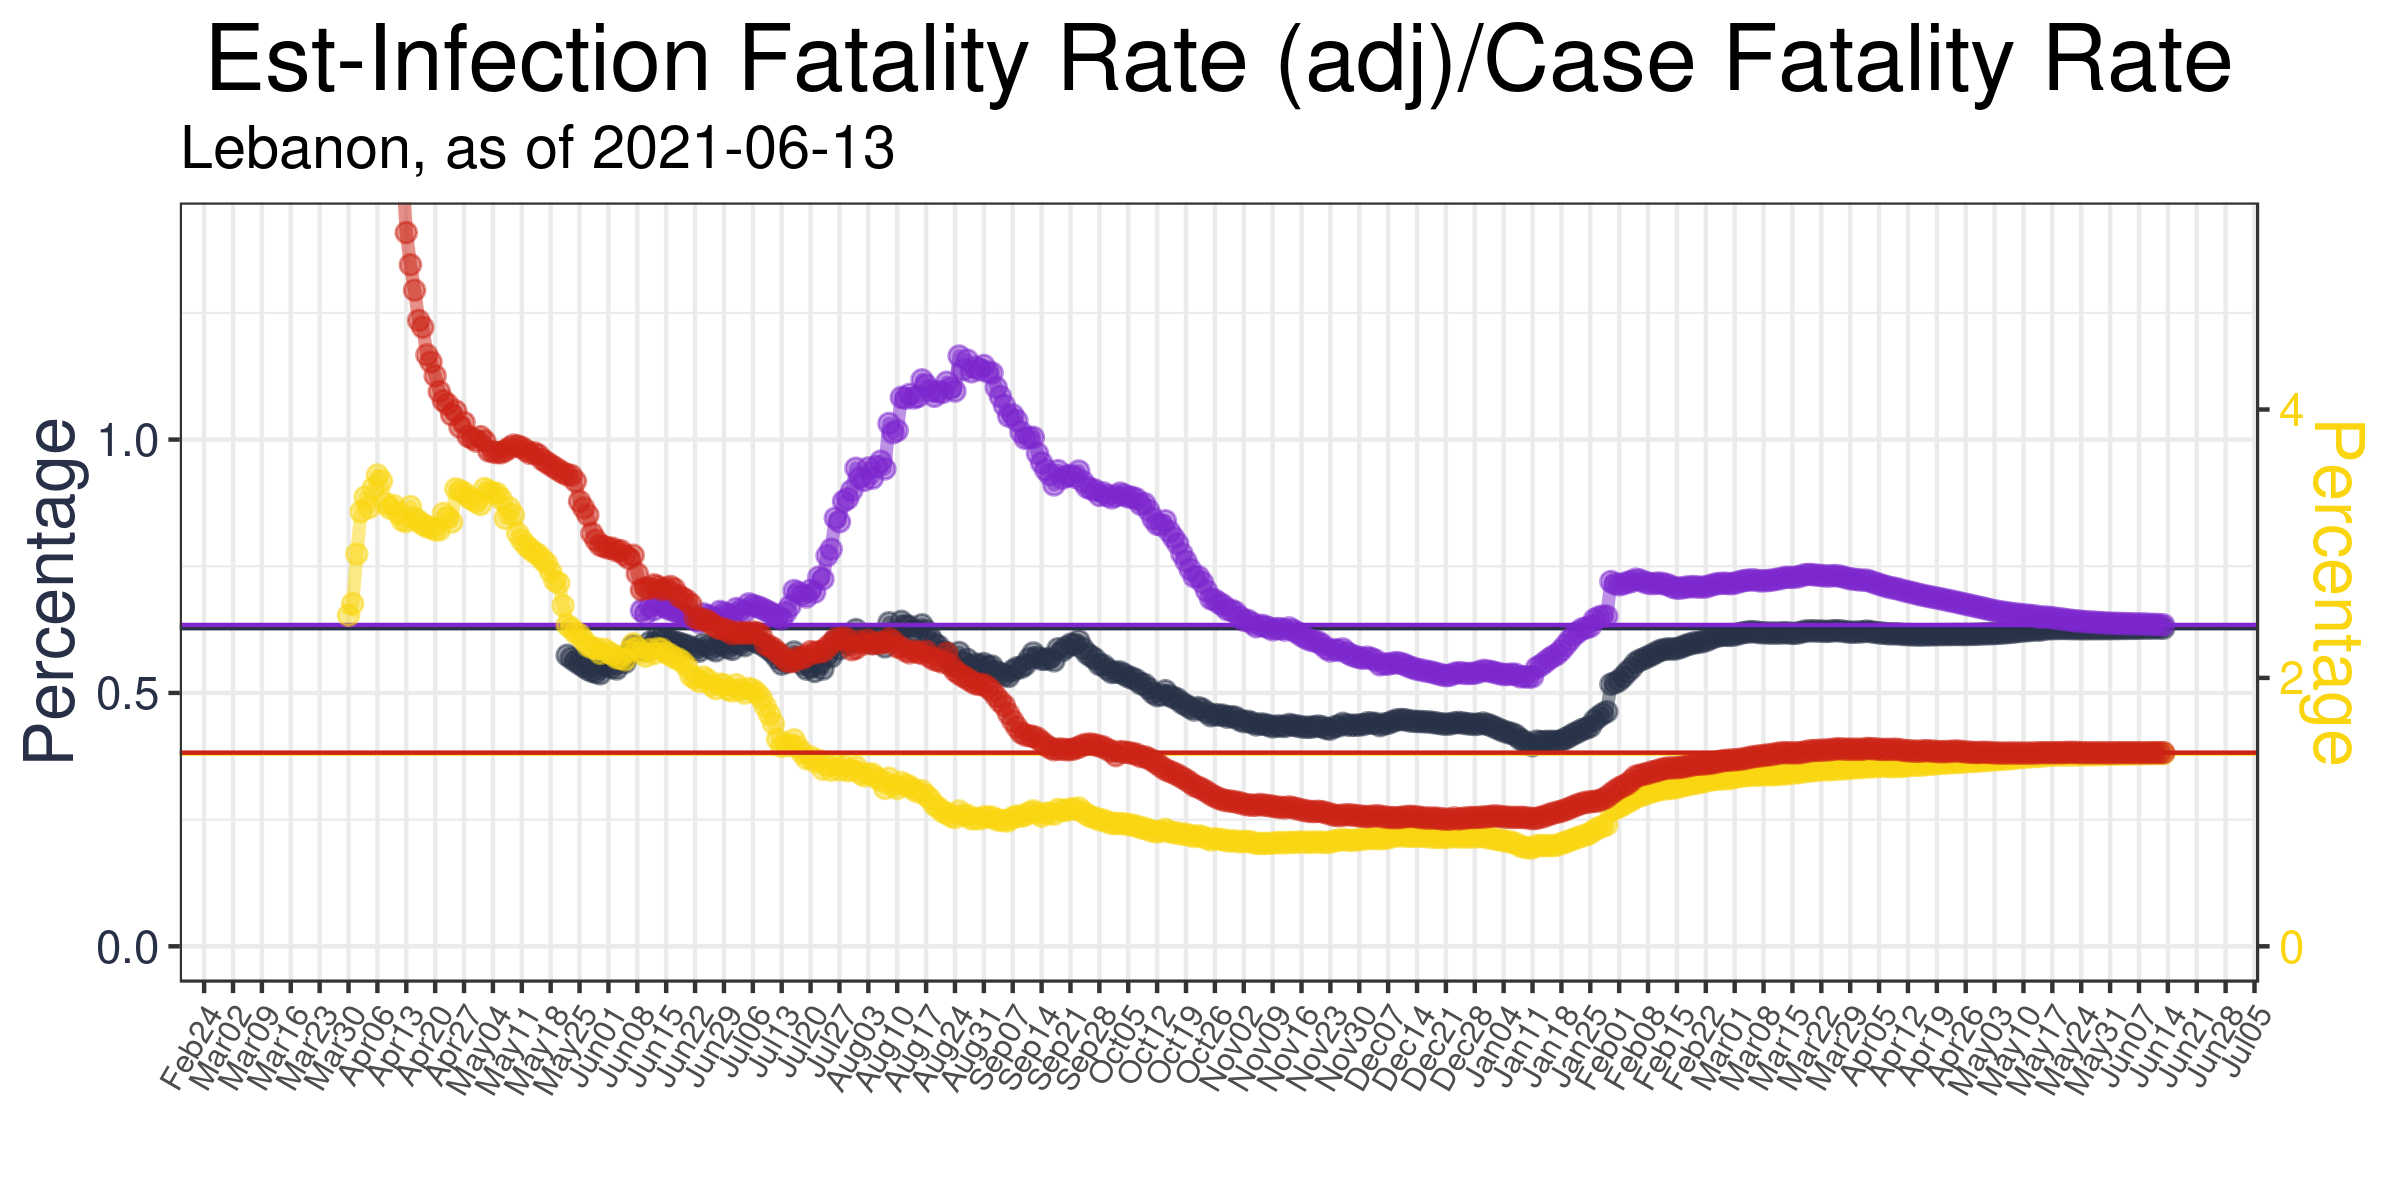 Est-Infection Fatality Rate (adj)/Case Fatality Rate
Lebanon, as of 2021-06-13
Percentage
1.0
0.5
0.0
4
2
0
Percentage
Feb24
Mar02
Mar09
Mar16
Mar23
Mar30
Apr06
Apr13
Apr20
Apr27
May04
May11
May18
May25
Jun01
Jun08
Jun15
Jun22
Jun29
Jul06
Jul13
Jul20
Jul27
Aug03
Aug10
Aug17
Aug24
Aug31
Sep07
Sep14
Sep21
Sep28
Oct05
Oct12
Oct19
Oct26
Nov02
Nov09
Nov16
Nov23
Nov30
Dec07
Dec14
Dec21
Dec28
Jan04
Jan11
Jan18
Jan25
Feb01
Feb08
Feb15
Feb22
Mar01
Mar08
Mar15
Mar22
Mar29
Apr05
Apr12
Apr19
Apr26
May03
May10
May17
May24
May31
Jun07
Jun14
Jun21
Jun28
Jul05